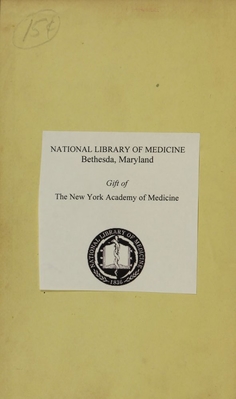 15¢
NATIONAL LIBRARY OF MEDICINE
Bethesda, Maryland
Gift of
The New York Academy of Medicine
NATIONAL LIBRARY OF MEDICINE
1836